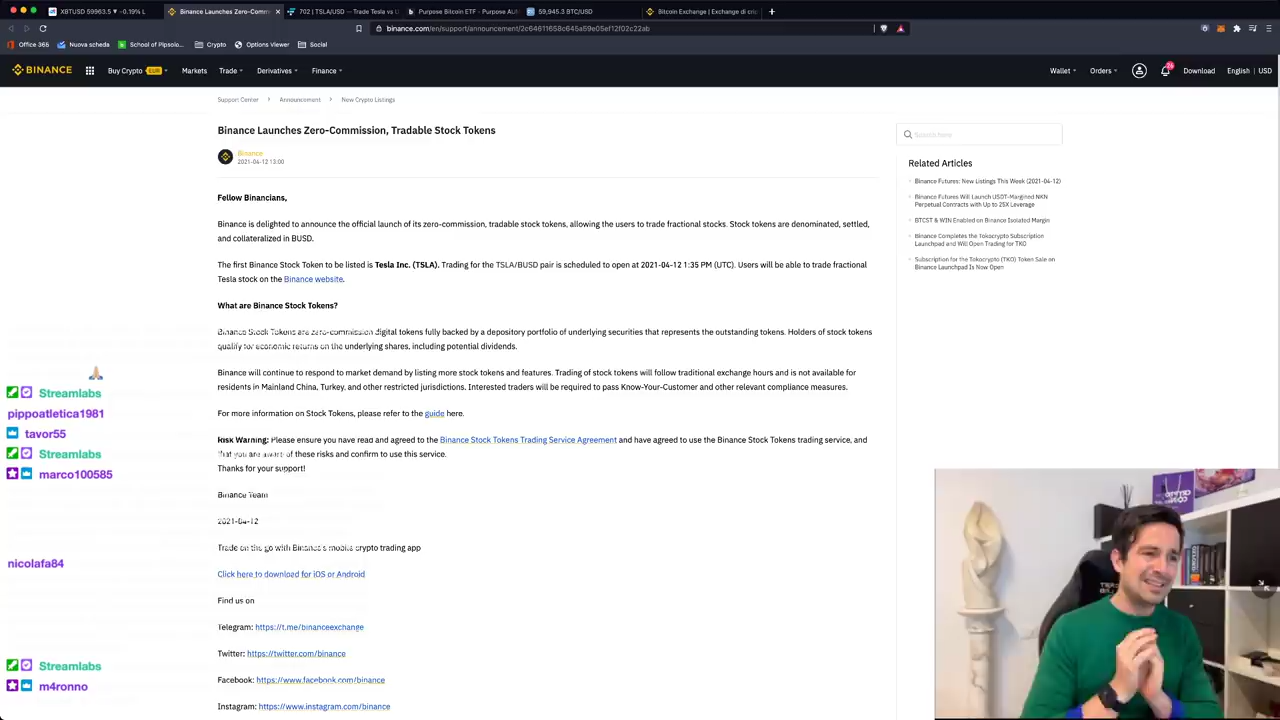 XBTUSD 59963.5 ▼ −0.19% L
Binance Launches Zero-Comm
702 | TSLA/USD — Trade Tesla vs
Purpose Bitcoin ETF - Purpose
59,945.3 BTC/USD
Bitcoin Exchange | Exchange di
binance.com/en/support/announcement/2c64611658c645a59e05ef12f02c22ab
Office 365
Nuova scheda
School of Pipsolo...
Crypto
Options Viewer
Social
BINANCE
Buy Crypto EUR
Markets
Trade
Derivatives
Finance
Wallet
Orders
Download
English | USD
Support Center > Announcement > New Crypto Listings
Binance Launches Zero-Commission, Tradable Stock Tokens
Binance
2021-04-12 13:00
Fellow Binancians,
Binance is delighted to announce the official launch of its zero-commission, tradable stock tokens, allowing the users to trade fractional stocks. Stock tokens are denominated, settled,
and collateralized in BUSD.
The first Binance Stock Token to be listed is Tesla Inc. (TSLA). Trading for the TSLA/BUSD pair is scheduled to open at 2021-04-12 1:35 PM (UTC). Users will be able to trade fractional
Tesla stock on the Binance website.
What are Binance Stock Tokens?
Binance Stock Tokens are zero-commission digital tokens fully backed by a depository portfolio of underlying securities that represents the outstanding tokens. Holders of stock tokens
qualify for economic returns on the underlying shares, including potential dividends.
Binance will continue to respond to market demand by listing more stock tokens and features. Trading of stock tokens will follow traditional exchange hours and is not available for
residents in Mainland China, Turkey, and other restricted jurisdictions. Interested traders will be required to pass Know-Your-Customer and other relevant compliance measures.
For more information on Stock Tokens, please refer to the guide here.
Risk Warning: Please ensure you have read and agreed to the Binance Stock Tokens Trading Service Agreement and have agreed to use the Binance Stock Tokens trading service, and
that you are aware of these risks and confirm to use this service.
Thanks for your support!
Binance Team
2021-04-12
Trade on the go with Binance's mobile crypto trading app
Click here to download for iOS or Android
Find us on
Telegram: https://t.me/binanceexchange
Twitter: https://twitter.com/binance
Facebook: https://www.facebook.com/binance
Instagram: https://www.instagram.com/binance
Search here
Related Articles
Binance Futures: New Listings This Week (2021-04-12)
Binance Futures Will Launch USDT-Margined NKN
Perpetual Contracts with Up to 25X Leverage
BTCST & WIN Enabled on Binance Isolated Margin
Binance Completes the Tokocrypto Subscription
Launchpad and Will Open Trading for TKO
Subscription for the Tokocrypto (TKO) Token Sale on
Binance Launchpad Is Now Open
Streamlabs
pippoatletica1981
tavor55
Streamlabs
marco100585
nicolafa84
Streamlabs
m4ronno